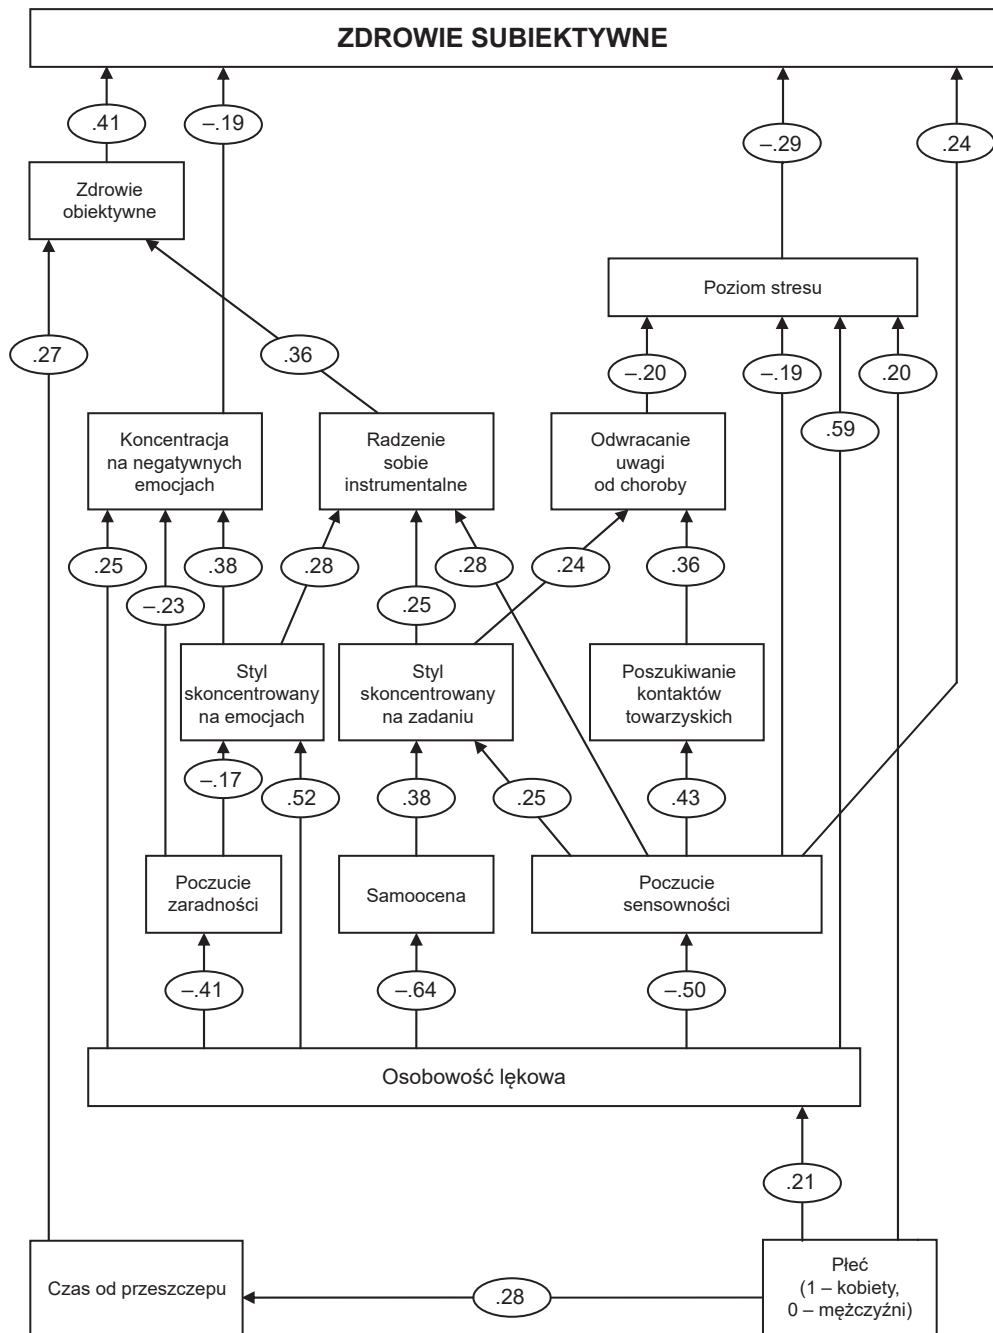 ZDROWIE SUBIEKTYWNE
.41
–.19
–.29
.24
Zdrowie
obiektywne
Poziom stresu
.27
.36
–.20
–.19
.20
.59
Koncentracja
na negatywnych
emocjach
Radzenie
sobie
instrumentalne
Odwracanie
uwagi
od choroby
.25
.38
.28
.28
.24
.36
–.23
.25
Styl
skoncentrowany
na emocjach
Styl
skoncentrowany
na zadaniu
Poszukiwanie
kontaktów
towarzyskich
–.17
.52
.38
.25
.43
Poczucie
zaradności
Samoocena
Poczucie
sensowności
–.41
–.64
–.50
Osobowość lękowa
.21
Czas od przeszczepu
.28
Płeć
(1 – kobiety,
0 – mężczyźni)